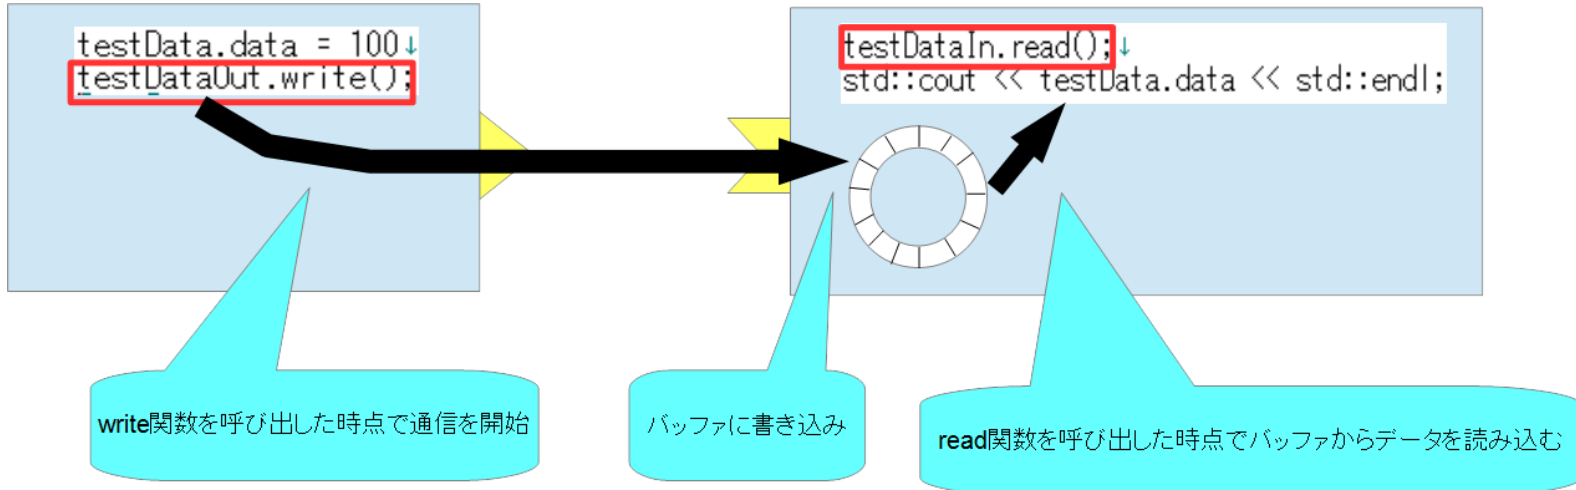 testData.data = 100↓
testDataOut.write();
testDataIn.read();↓
std::cout << testData.data << std::endl;
write関数を呼び出した時点で通信を開始
バッファに書き込み
read関数を呼び出した時点でバッファからデータを読み込む